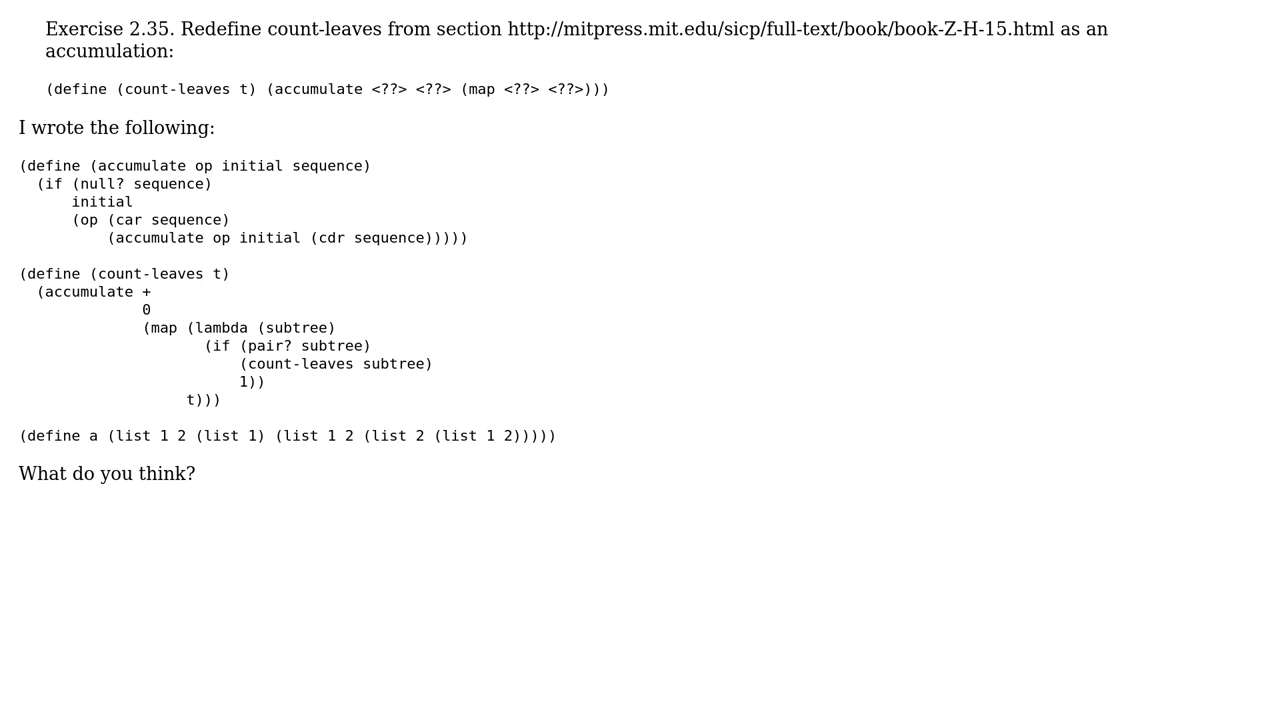 Exercise 2.35. Redefine count-leaves from section http://mitpress.mit.edu/sicp/full-text/book/book-Z-H-15.html as an
accumulation:
(define (count-leaves t) (accumulate <??> <??> (map <??> <??>)))
I wrote the following:
(define (accumulate op initial sequence)
  (if (null? sequence)
      initial
      (op (car sequence)
          (accumulate op initial (cdr sequence)))))
(define (count-leaves t)
  (accumulate +
              0
              (map (lambda (subtree)
                     (if (pair? subtree)
                         (count-leaves subtree)
                         1))
                   t)))
(define a (list 1 2 (list 1) (list 1 2 (list 2 (list 1 2)))))
What do you think?